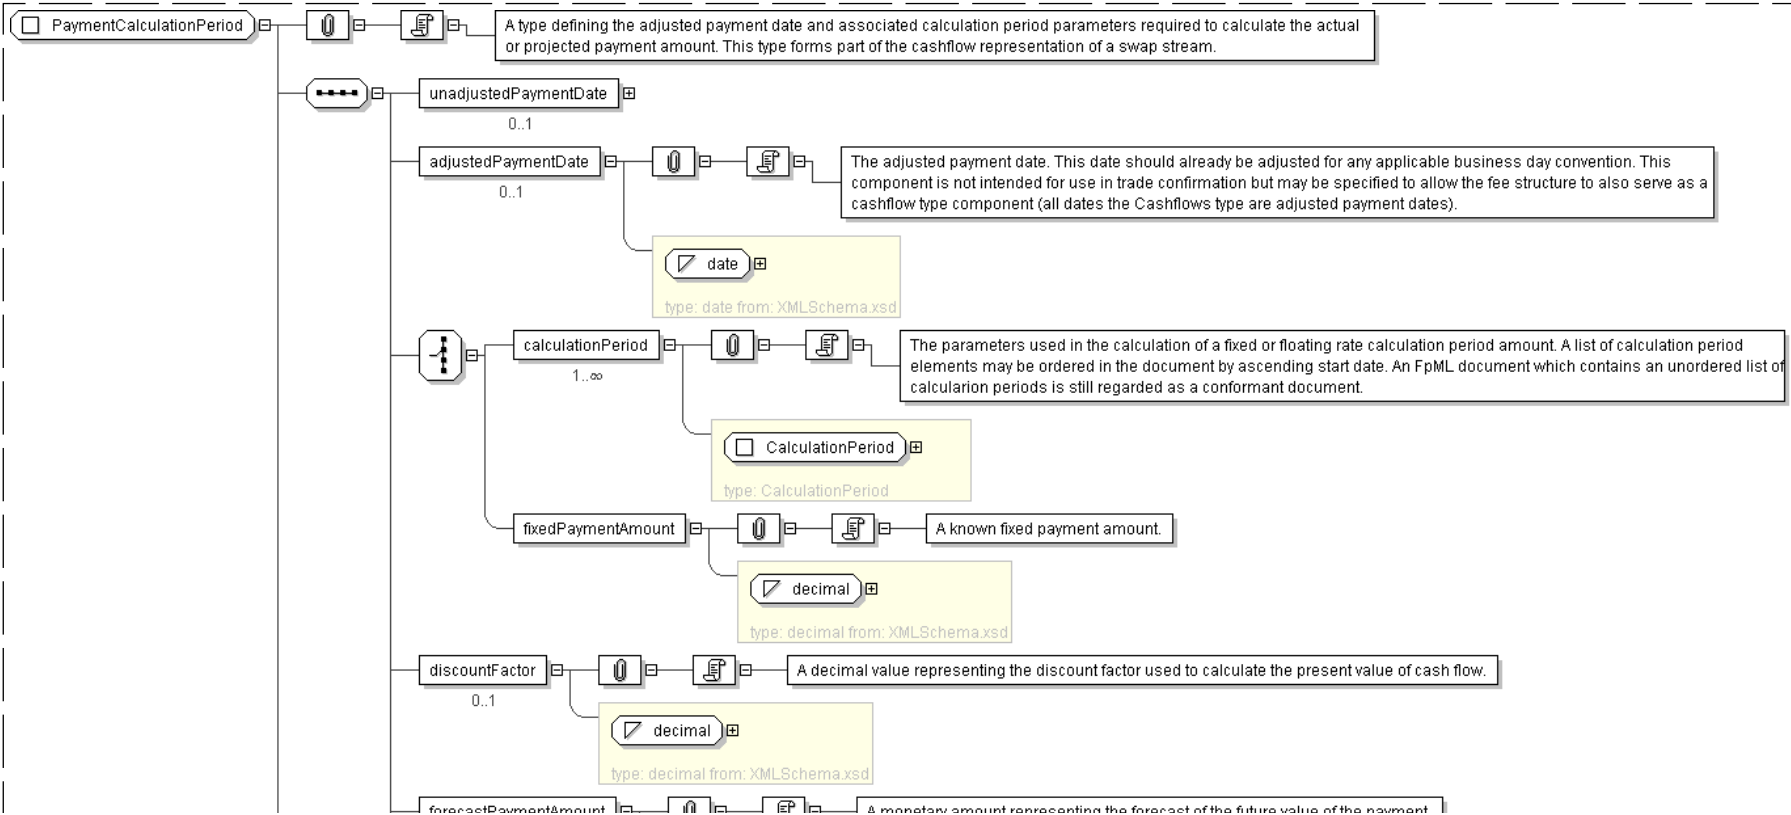 PaymentCalculationPeriod
A type defining the adjusted payment date and associated calculation period parameters required to calculate the actual
or projected payment amount. This type forms part of the cashflow representation of a swap stream.
unadjustedPaymentDate
0..1
adjustedPaymentDate
0..1
The adjusted payment date. This date should already be adjusted for any applicable business day convention. This
component is not intended for use in trade confirmation but may be specified to allow the fee structure to also serve as a
cashflow type component (all dates the Cashflows type are adjusted payment dates).
date
type: date from: XMLSchema.xsd
calculationPeriod
1..∞
The parameters used in the calculation of a fixed or floating rate calculation period amount. A list of calculation period
elements may be ordered in the document by ascending start date. An FpML document which contains an unordered list of
calcularion periods is still regarded as a conformant document.
CalculationPeriod
type: CalculationPeriod
fixedPaymentAmount
A known fixed payment amount.
decimal
type: decimal from: XMLSchema.xsd
discountFactor
0..1
A decimal value representing the discount factor used to calculate the present value of cash flow.
decimal
type: decimal from: XMLSchema.xsd
forecastPaymentAmount
A monetary amount representing the forecast of the future value of the payment.